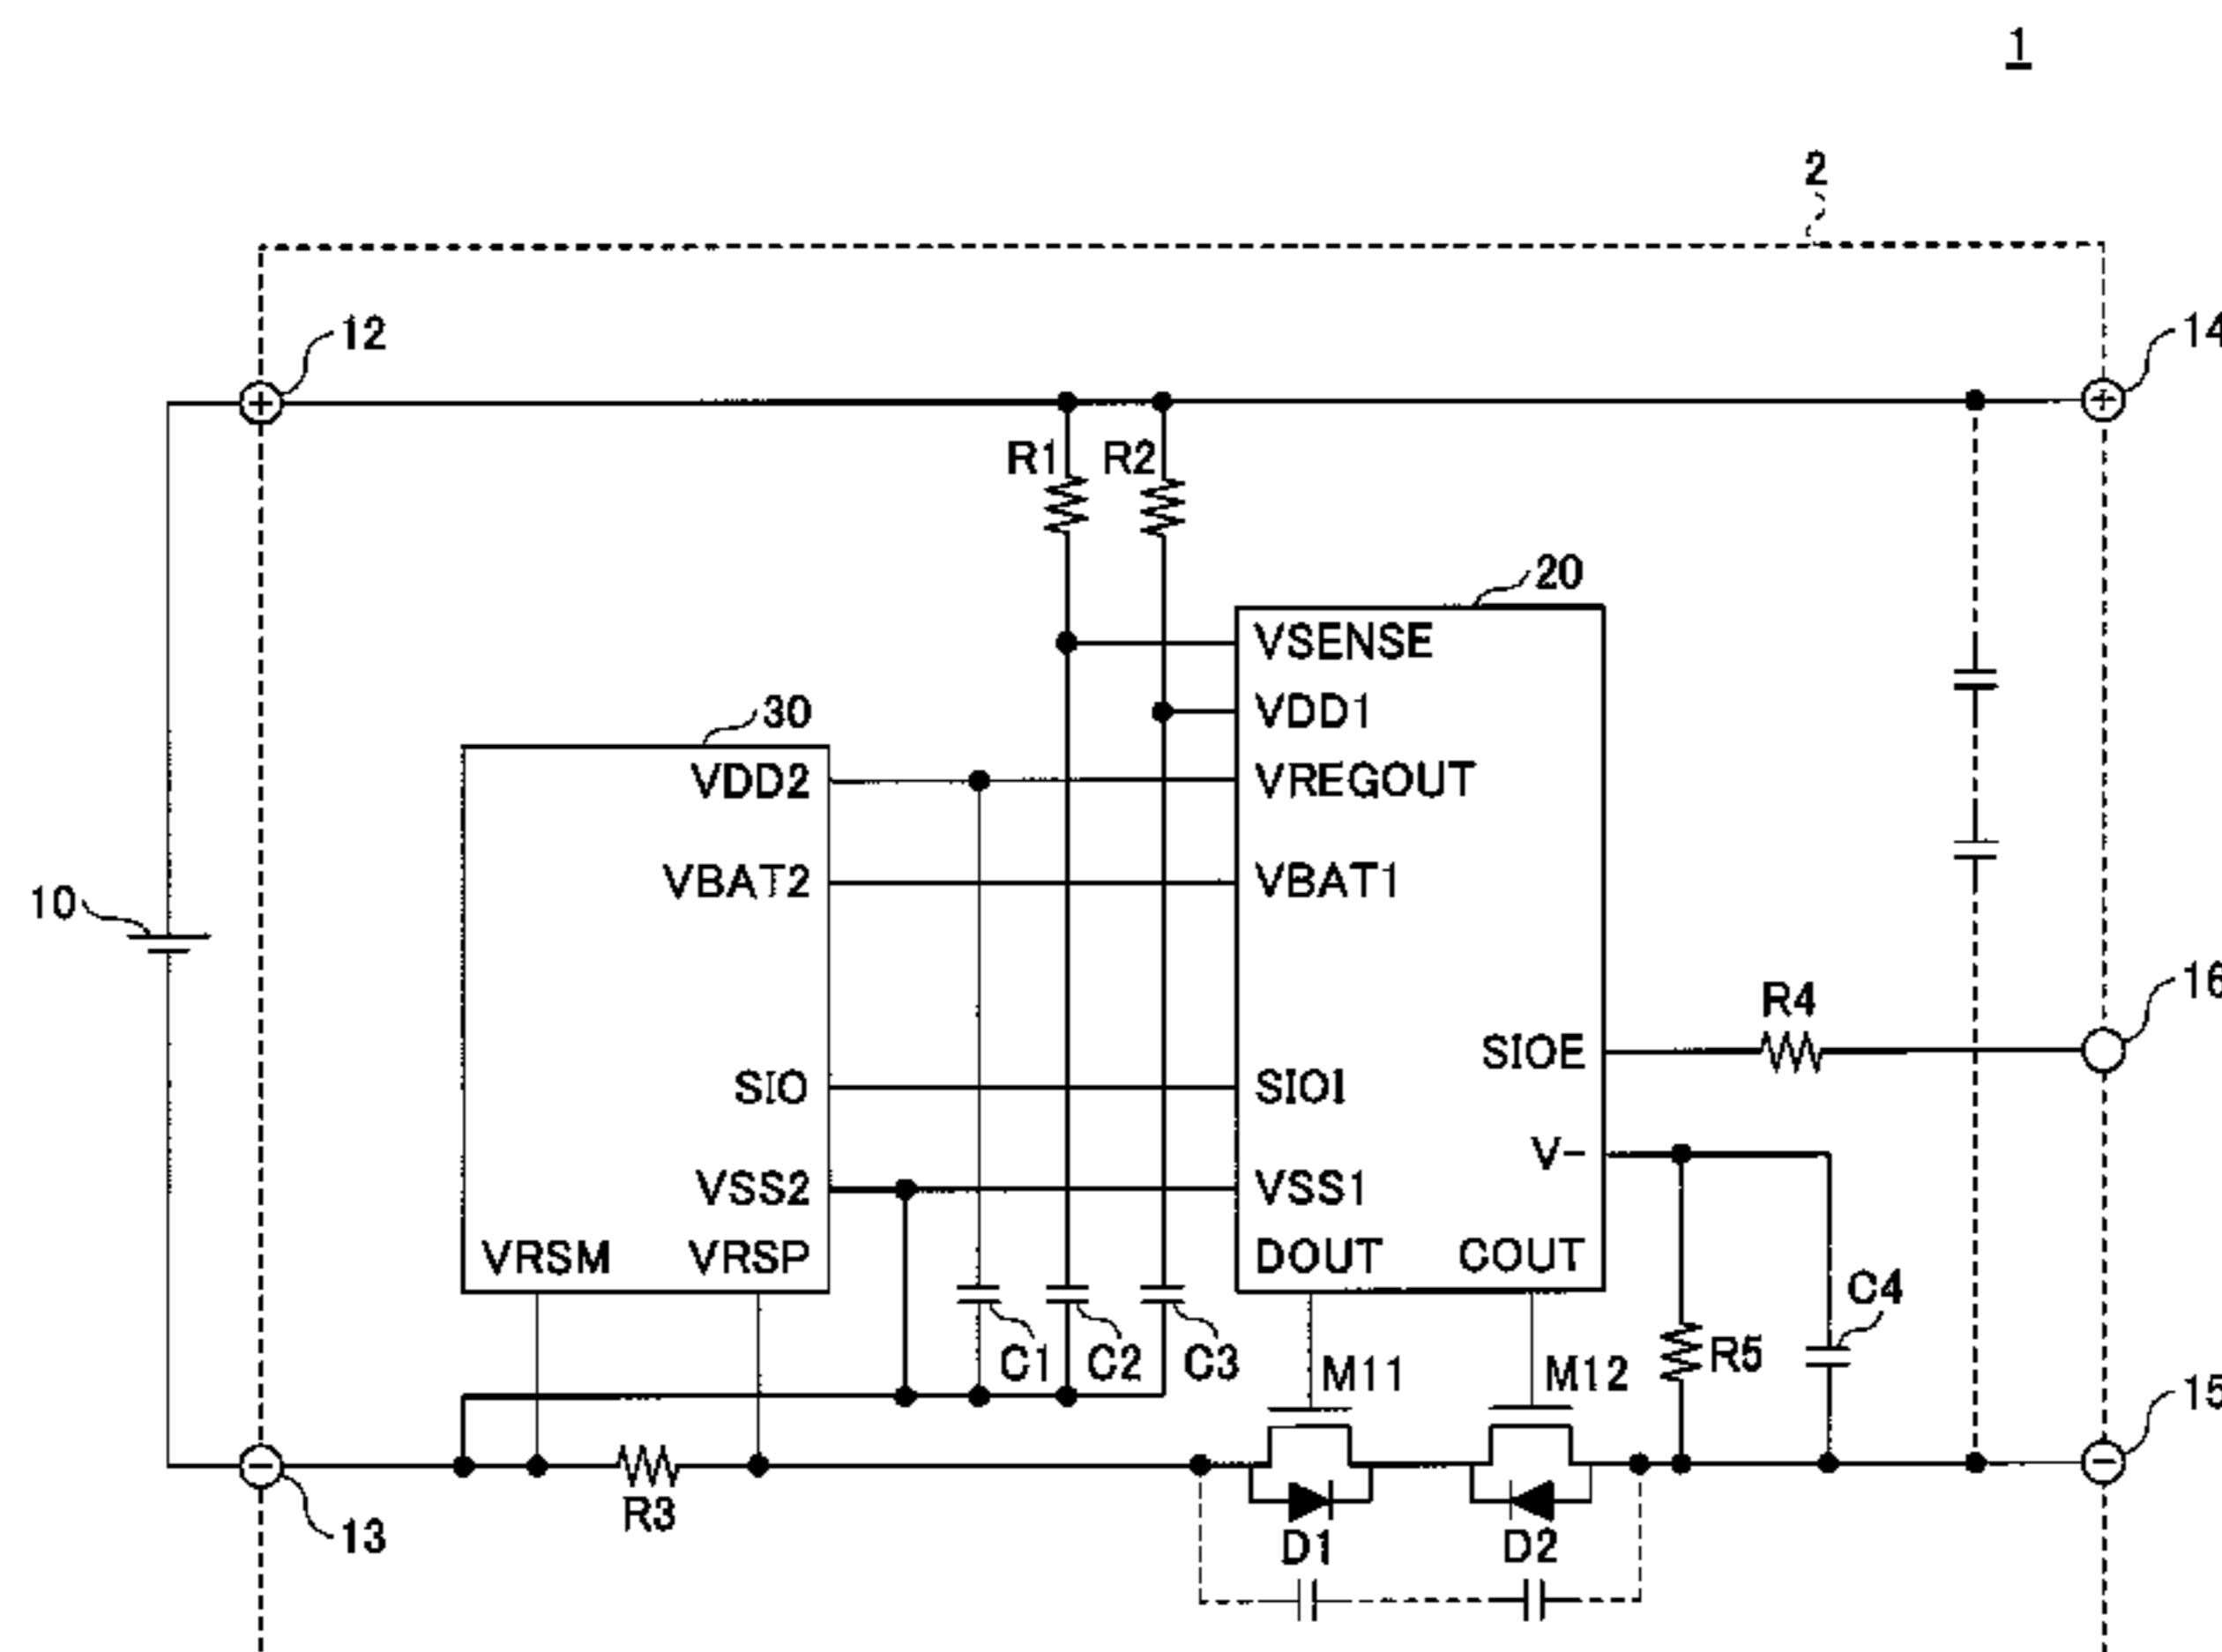 1
2
12
14
R1 R2
20
VSENSE
30
VDD1
VDD2
VREGOUT
VBAT2
VBAT1
10
16
R4
SIOE
SIO
SIOI
V-
VSS2
VSS1
VRSM
VRSP
DOUT
COUT
C4
C1
C2
C3
M11
M12
R5
15
R3
13
D1
D2